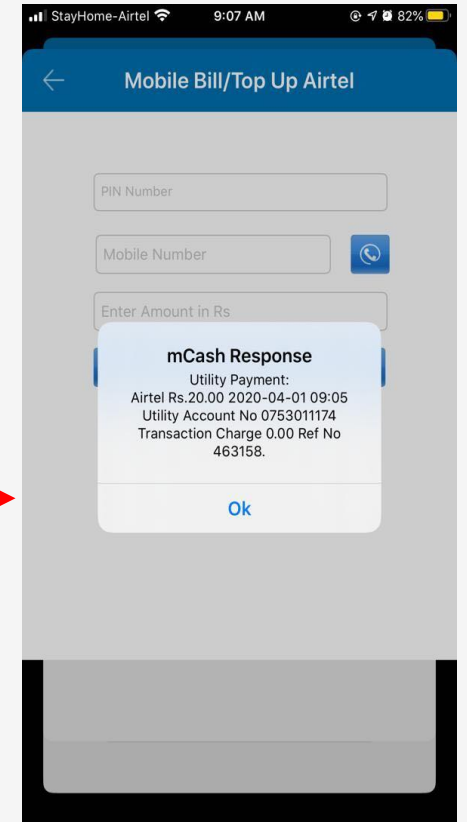 StayHome-Airtel 9:07 AM 82%
Mobile Bill/Top Up Airtel
PIN Number
Mobile Number
Enter Amount in Rs
mCash Response
Utility Payment:
Airtel Rs.20.00 2020-04-01 09:05
Utility Account No 0753011174
Transaction Charge 0.00 Ref No
463158.
Ok